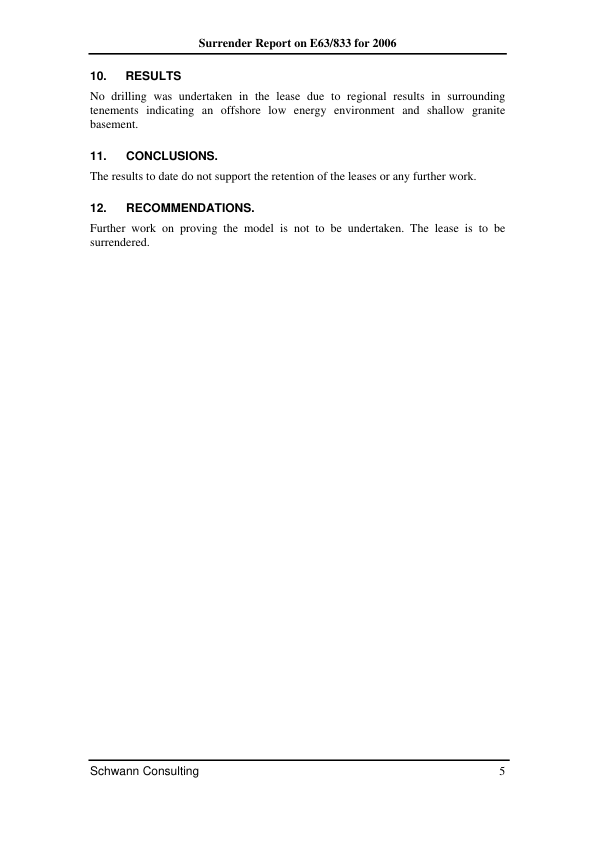 Surrender Report on E63/833 for 2006
10. RESULTS
No drilling was undertaken in the lease due to regional results in surrounding
tenements indicating an offshore low energy environment and shallow granite
basement.
11. CONCLUSIONS.
The results to date do not support the retention of the leases or any further work.
12. RECOMMENDATIONS.
Further work on proving the model is not to be undertaken. The lease is to be
surrendered.
Schwann Consulting 5